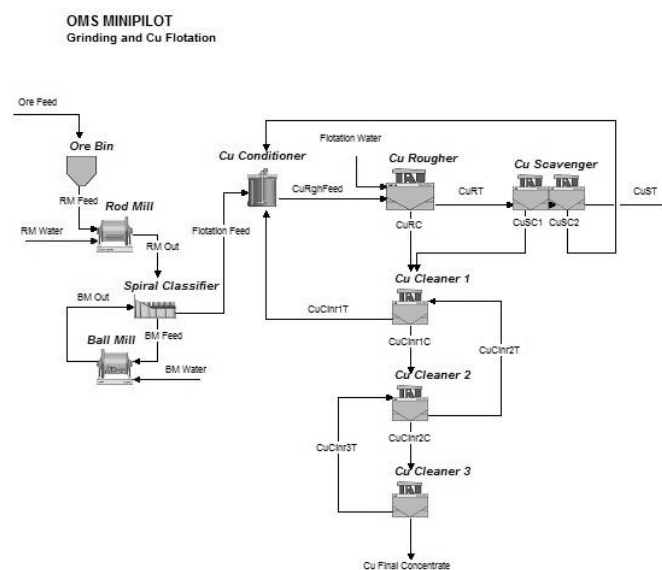 OMS MINIPILOT
Grinding and Cu Flotation
Ore Feed
Ore Bin
RM Feed
Rod Mill
RM Water
RM Out
Spiral Classifier
BM Out
BM Feed
Ball Mill
BM Water
Flotation Feed
Cu Conditioner
Flotation Water
CuRghFeed
Cu Rougher
CuRT
CuRC
Cu Scavenger
CuSC1
CuSC2
CuST
Cu Cleaner 1
CuClnr1T
CuClnr1C
CuClnr2T
Cu Cleaner 2
CuClnr2C
CuClnr3T
Cu Cleaner 3
Cu Final Concentrate